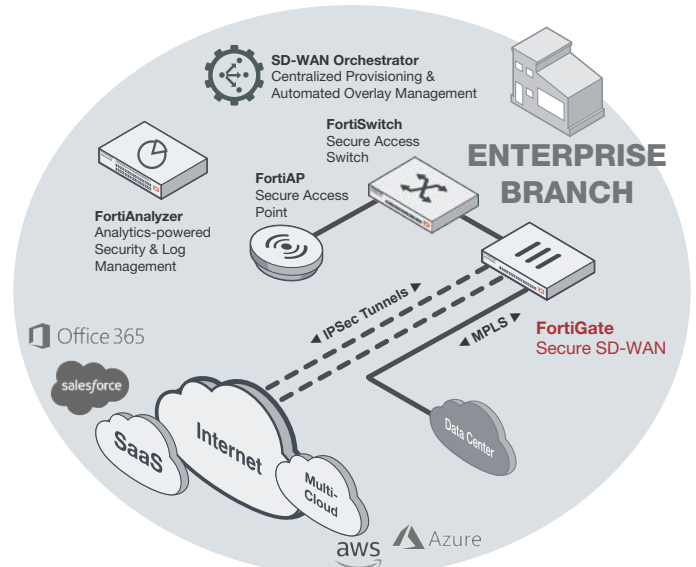 SD-WAN Orchestrator
Centralized Provisioning &
Automated Overlay Management
FortiSwitch
Secure Access
Switch
ENTERPRISE
BRANCH
FortiAP
Secure Access
Point
FortiAnalyzer
Analytics-powered
Security & Log
Management
◀ IPSec Tunnels ▶
◀ MPLS ▶
FortiGate
Secure SD-WAN
Office 365
salesforce
SaaS
Internet
Multi-
Cloud
Data Center
aws
Azure